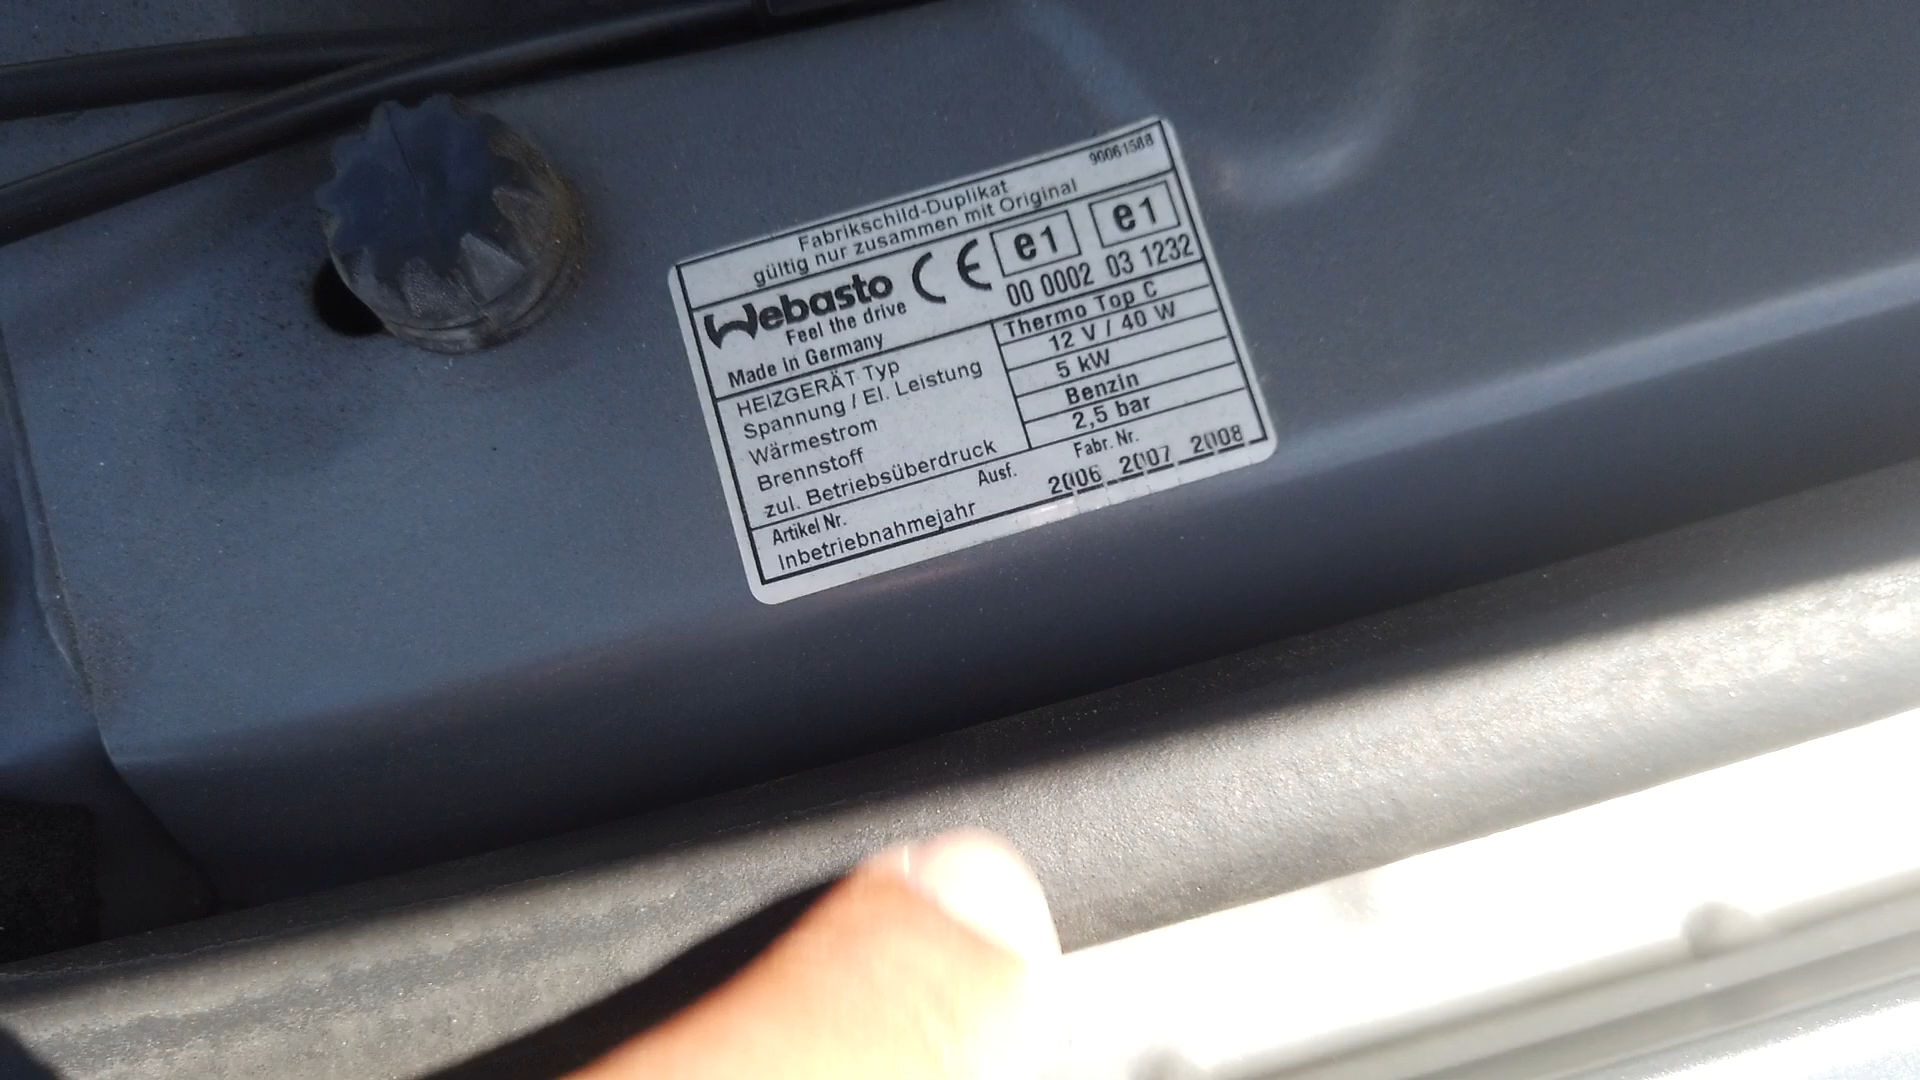 90061588
Fabrikschild-Duplikat
gültig nur zusammen mit Original
Webasto CE e1 e1
Feel the drive 00 0002 03 1232
Made in Germany
HEIZGERÄT Typ Thermo Top C
Spannung / El. Leistung 12 V / 40 W
Wärmestrom 5 kW
Brennstoff Benzin
zul. Betriebsüberdruck 2,5 bar
Artikel Nr. Ausf. Fabr. Nr.
Inbetriebnahmejahr 2006 2007 2008